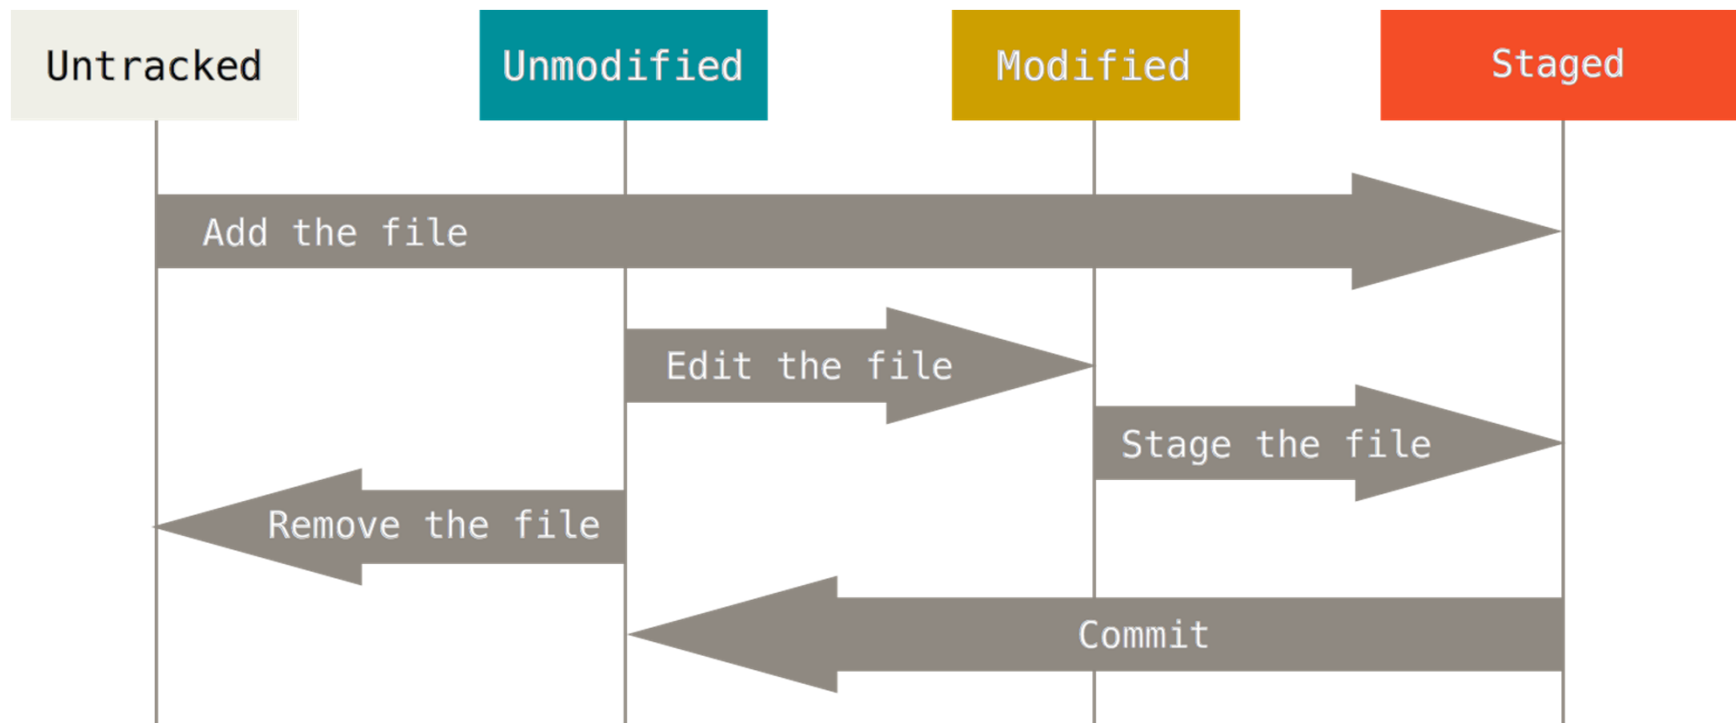 Untracked
Unmodified
Modified
Staged
Add the file
Edit the file
Stage the file
Remove the file
Commit